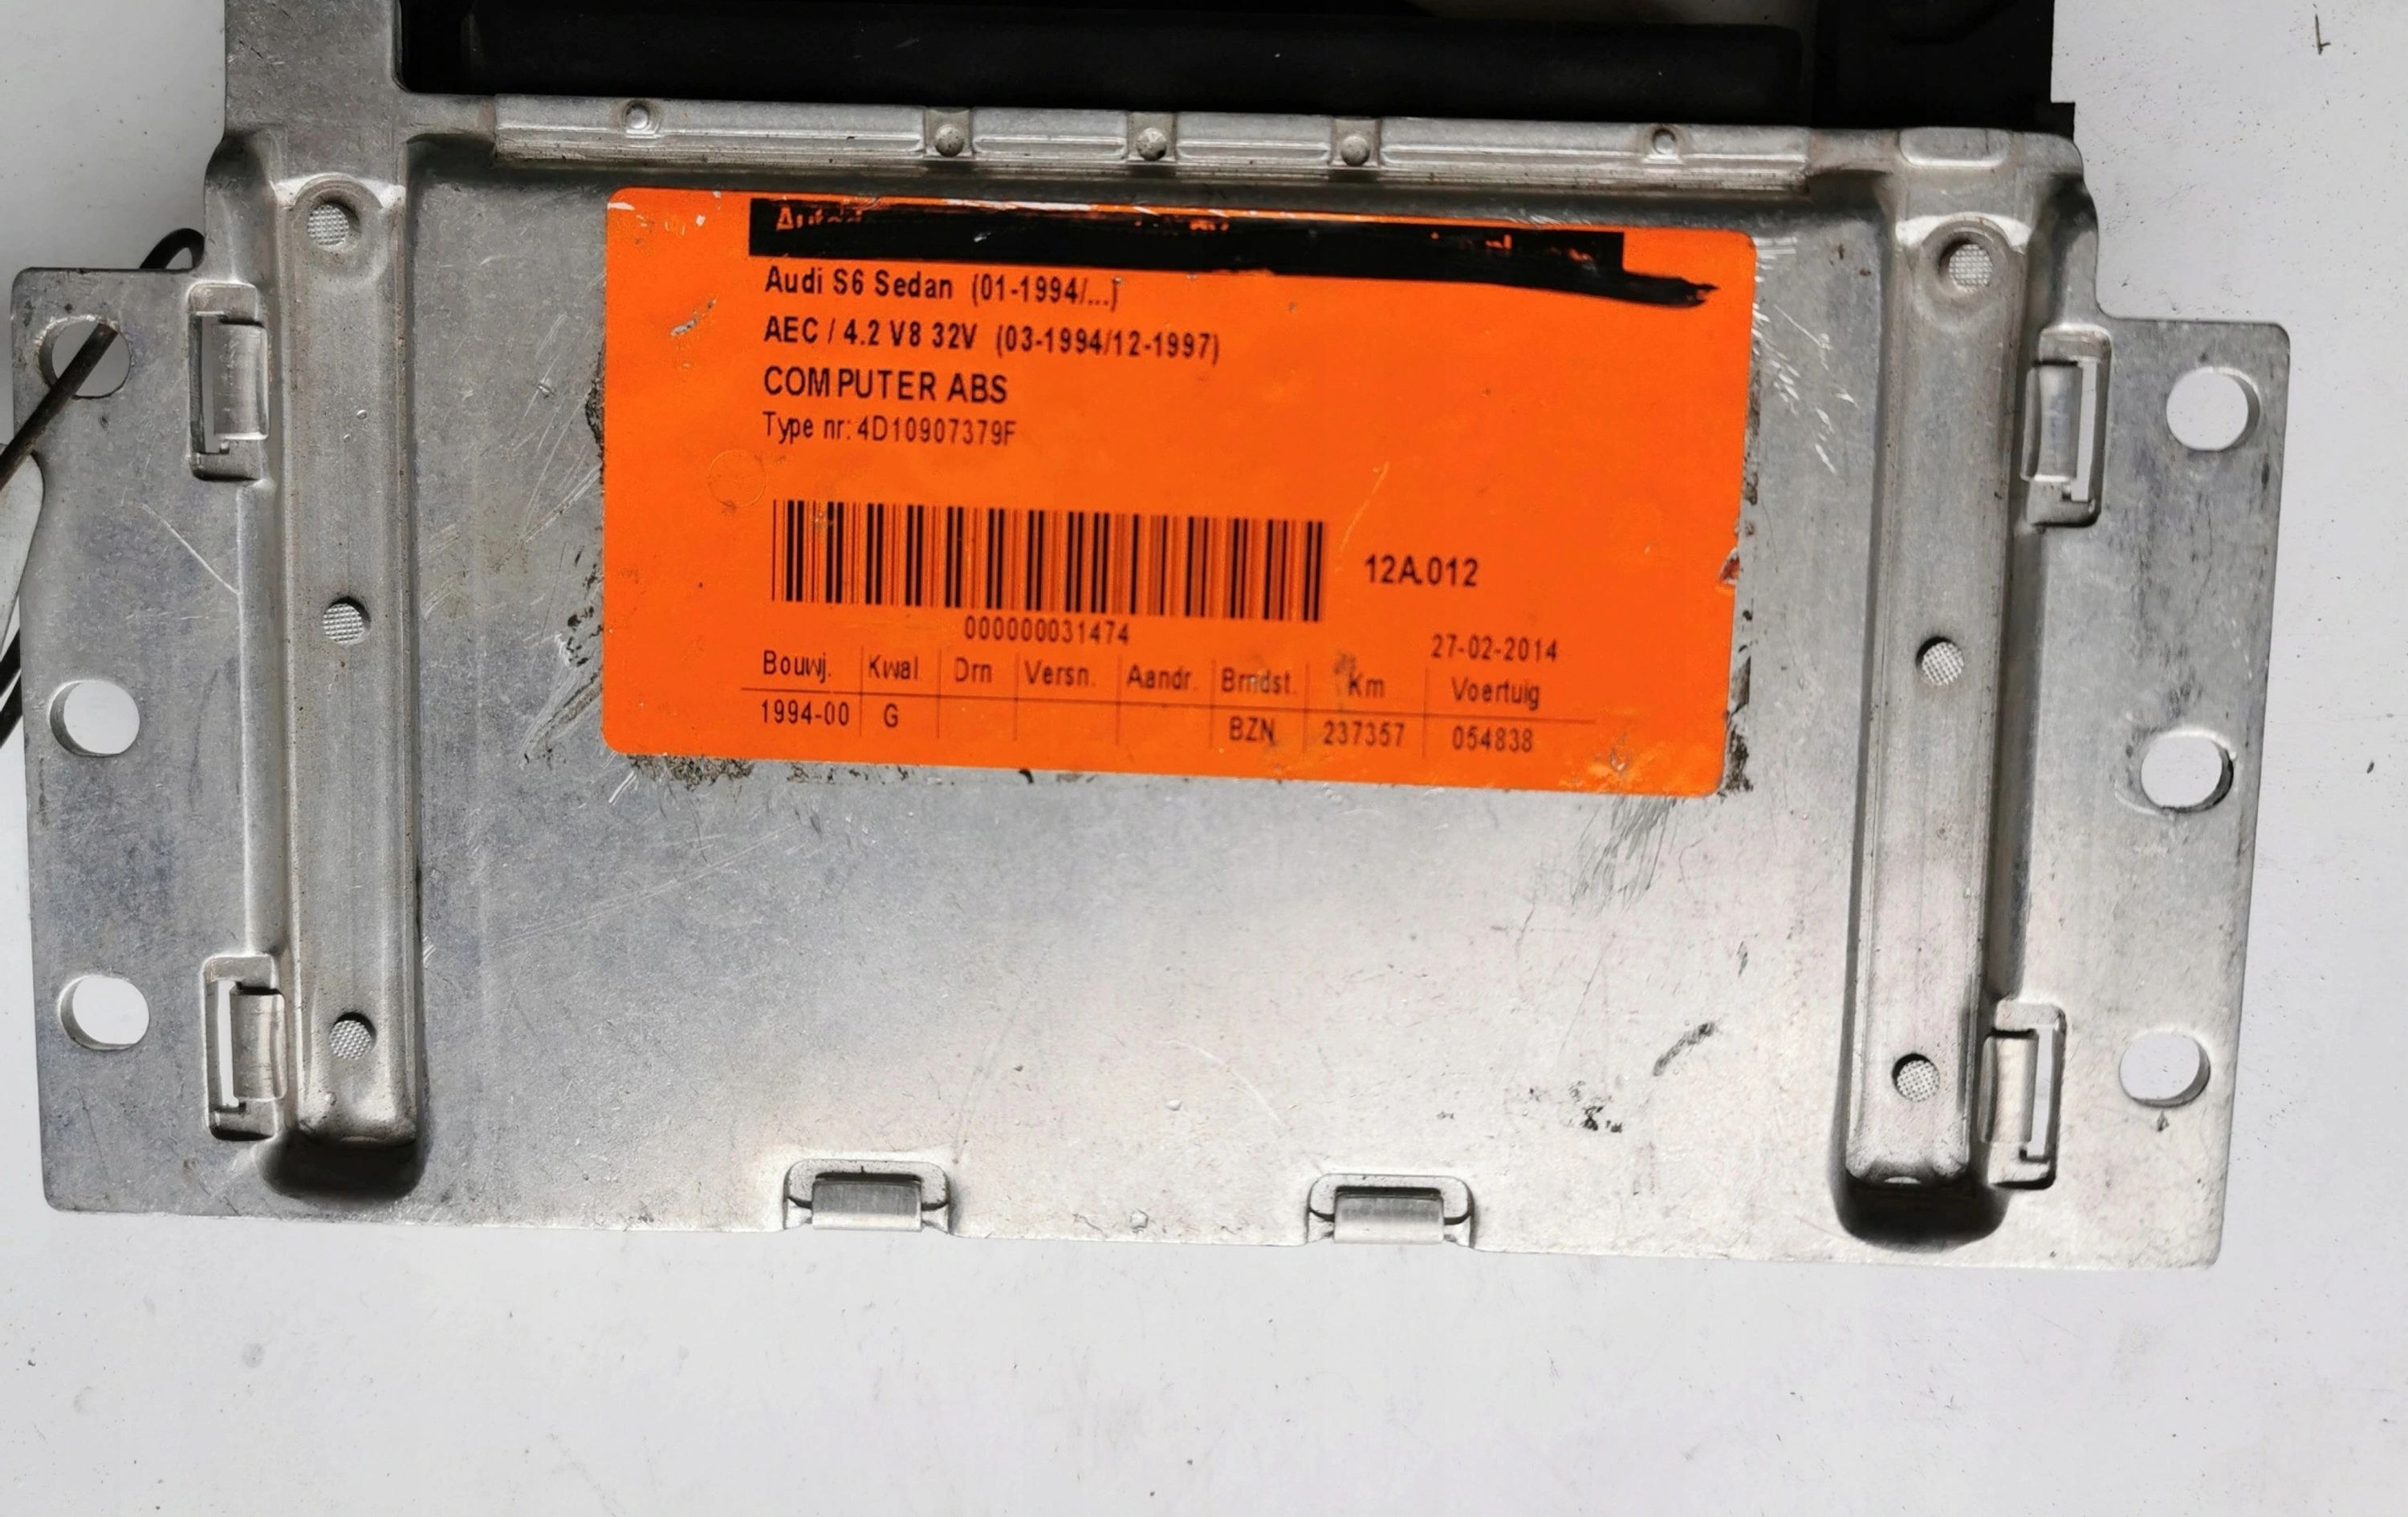 Audi S6 Sedan (01-1994/...)
AEC / 4.2 V8 32V (03-1994/12-1997)
COMPUTER ABS
Type nr: 4D10907379F
12A.012
000000031474
27-02-2014
Bouwj. Kwal Drn Versn. Aandr. Brndst. Km Voertuig
1994-00 G BZN 237357 054838